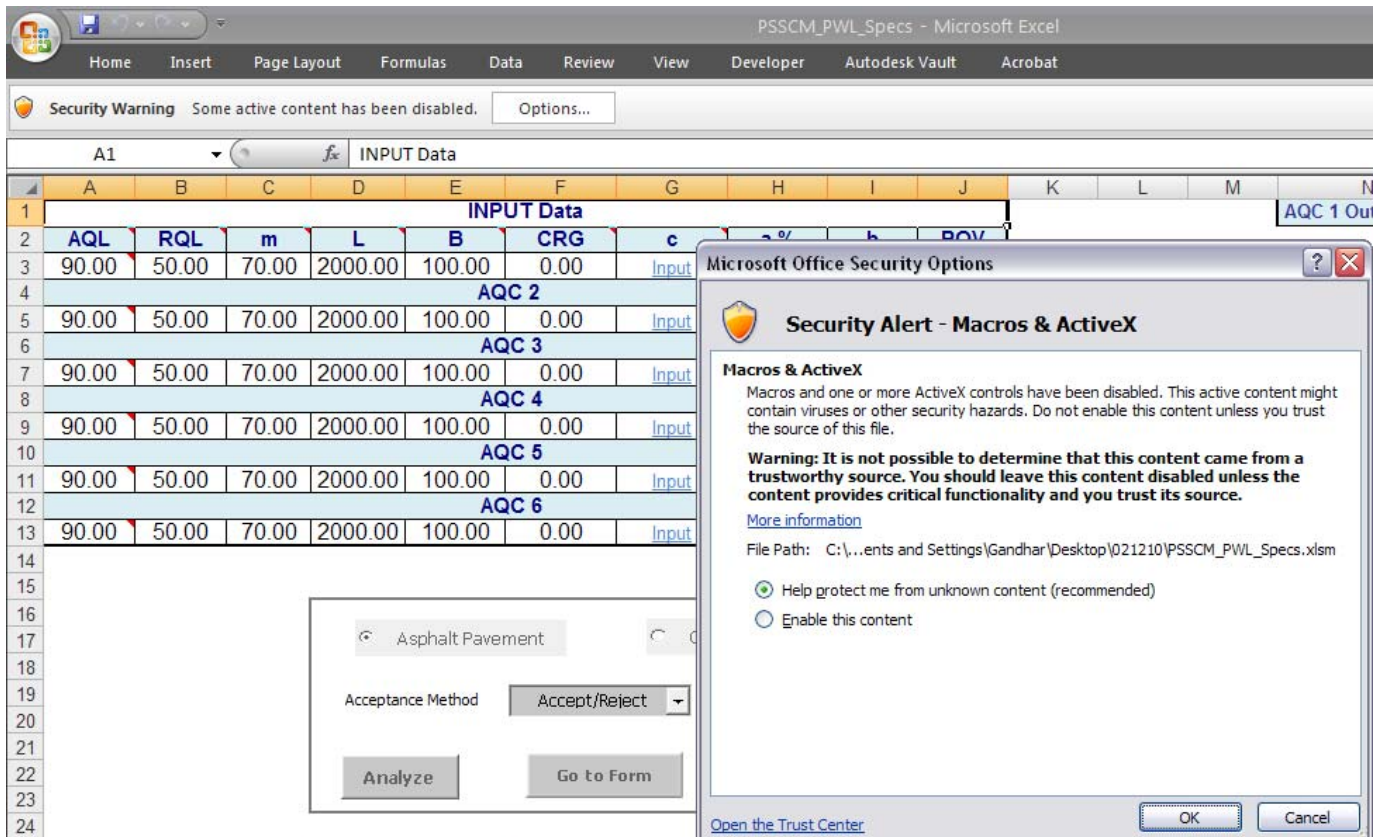 PSSCM_PWL_Specs - Microsoft Excel
Home Insert Page Layout Formulas Data Review View Developer Autodesk Vault Acrobat
Security Warning Some active content has been disabled. Options...
A1 fx INPUT Data
A B C D E F G H I J K L M N
1 INPUT Data AQC 1 Out
2 AQL RQL m L B CRG c a % b POV
3 90.00 50.00 70.00 2000.00 100.00 0.00 Input
4 AQC 2
5 90.00 50.00 70.00 2000.00 100.00 0.00 Input
6 AQC 3
7 90.00 50.00 70.00 2000.00 100.00 0.00 Input
8 AQC 4
9 90.00 50.00 70.00 2000.00 100.00 0.00 Input
10 AQC 5
11 90.00 50.00 70.00 2000.00 100.00 0.00 Input
12 AQC 6
13 90.00 50.00 70.00 2000.00 100.00 0.00 Input
14
15
16
17 Asphalt Pavement
18
19 Acceptance Method Accept/Reject
20
21
22 Analyze Go to Form
23
24
Microsoft Office Security Options
Security Alert - Macros & ActiveX
Macros & ActiveX
Macros and one or more ActiveX controls have been disabled. This active content might
contain viruses or other security hazards. Do not enable this content unless you trust
the source of this file.
Warning: It is not possible to determine that this content came from a
trustworthy source. You should leave this content disabled unless the
content provides critical functionality and you trust its source.
More information
File Path: C:\...ents and Settings\Gandhar\Desktop\021210\PSSCM_PWL_Specs.xlsm
Help protect me from unknown content (recommended)
Enable this content
Open the Trust Center
OK Cancel